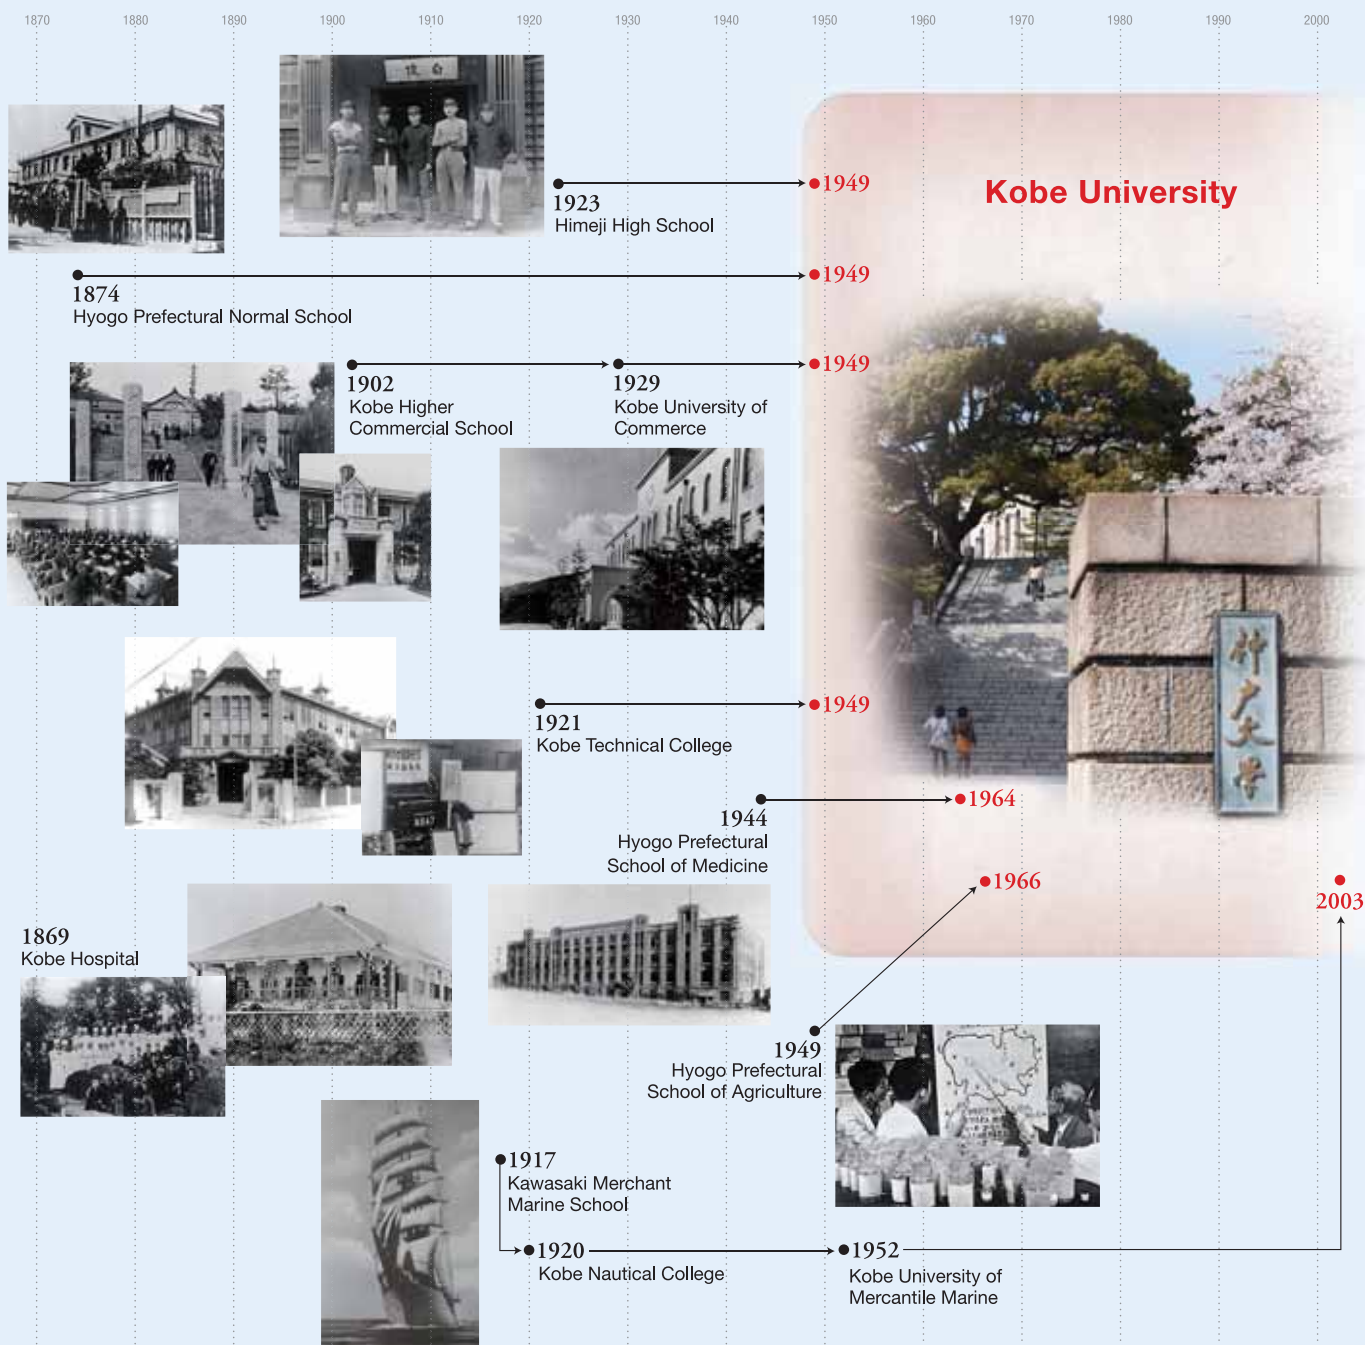 1870 1880 1890 1900 1910 1920 1930 1940 1950 1960 1970 1980 1990 2000
Kobe University
1923
Himeji High School
1949
1874
Hyogo Prefectural Normal School
1949
1902
Kobe Higher
Commercial School
1929
Kobe University of
Commerce
1949
神戸大学
1921
Kobe Technical College
1949
1944
Hyogo Prefectural
School of Medicine
1964
1966
2003
1869
Kobe Hospital
1949
Hyogo Prefectural
School of Agriculture
1917
Kawasaki Merchant
Marine School
1920
Kobe Nautical College
1952
Kobe University of
Mercantile Marine